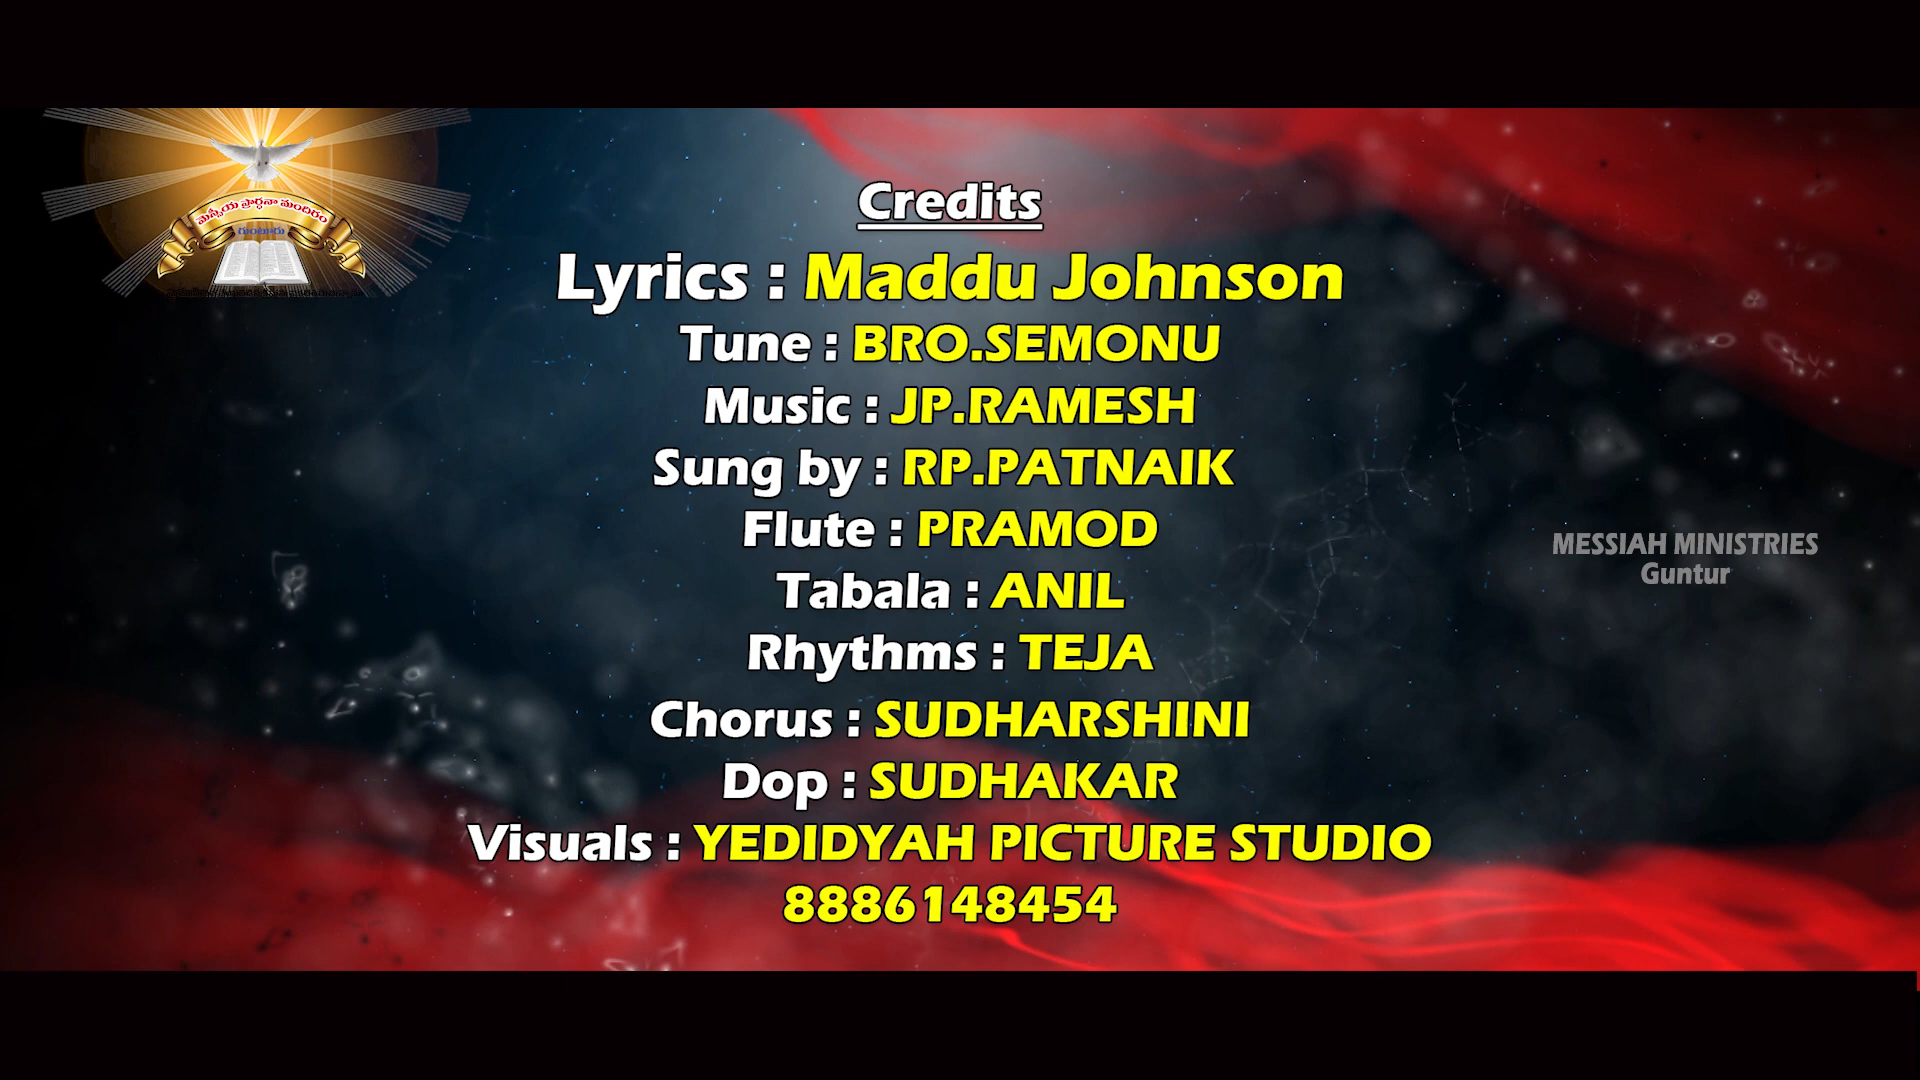 మెస్సీయ ప్రార్థనా మందిరం
గుంటూరు
Credits
Lyrics : Maddu Johnson
Tune : BRO.SEMONU
Music : JP.RAMESH
Sung by : RP.PATNAIK
Flute : PRAMOD
Tabala : ANIL
Rhythms : TEJA
Chorus : SUDHARSHINI
Dop : SUDHAKAR
Visuals : YEDIDYAH PICTURE STUDIO
8886148454
MESSIAH MINISTRIES
Guntur